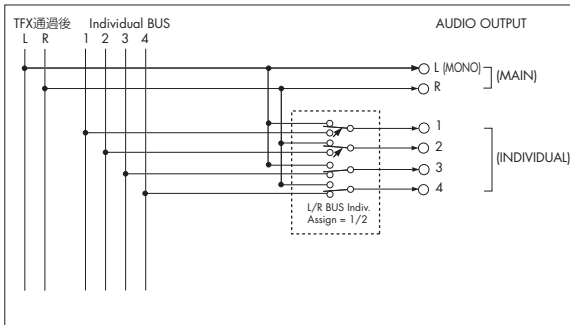 TFX通過後 Individual BUS AUDIO OUTPUT
L R 1 2 3 4
L (MONO)
(MAIN)
R
1
2
(INDIVIDUAL)
3
4
L/R BUS Indiv.
Assign = 1/2